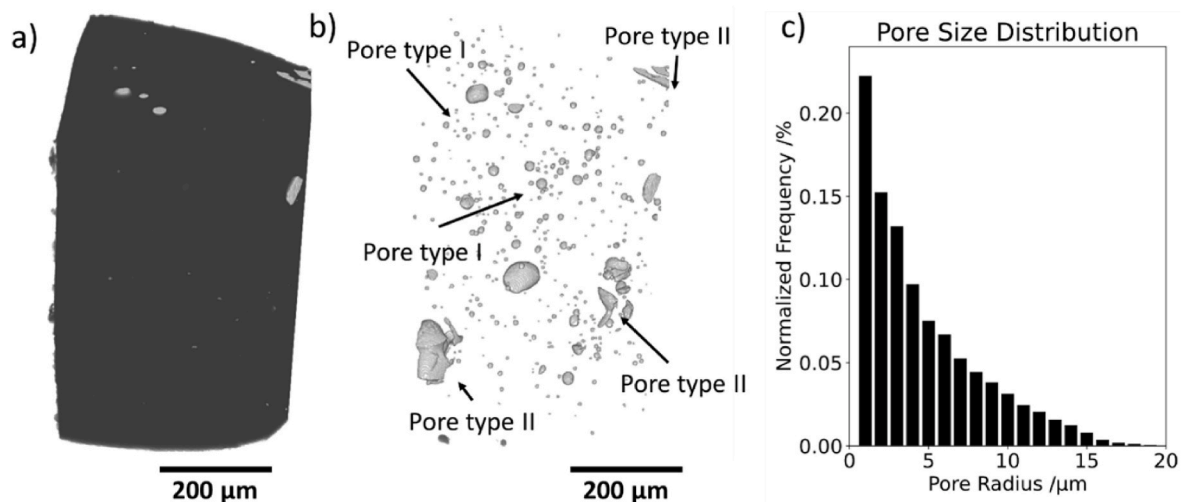 a)
200 μm
b)
Pore type I
Pore type II
Pore type I
Pore type II
Pore type II
200 μm
c)
Pore Size Distribution
Normalized Frequency /%
0.20
0.15
0.10
0.05
0.00
0 5 10 15 20
Pore Radius /μm